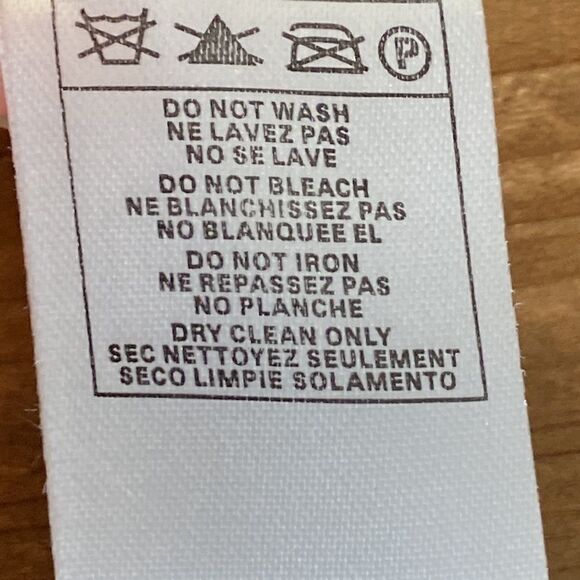 P
DO NOT WASH
NE LAVEZ PAS
NO SE LAVE
DO NOT BLEACH
NE BLANCHISSEZ PAS
NO BLANQUEE EL
DO NOT IRON
NE REPASSEZ PAS
NO PLANCHE
DRY CLEAN ONLY
SEC NETTOYEZ SEULEMENT
SECO LIMPIE SOLAMENTO